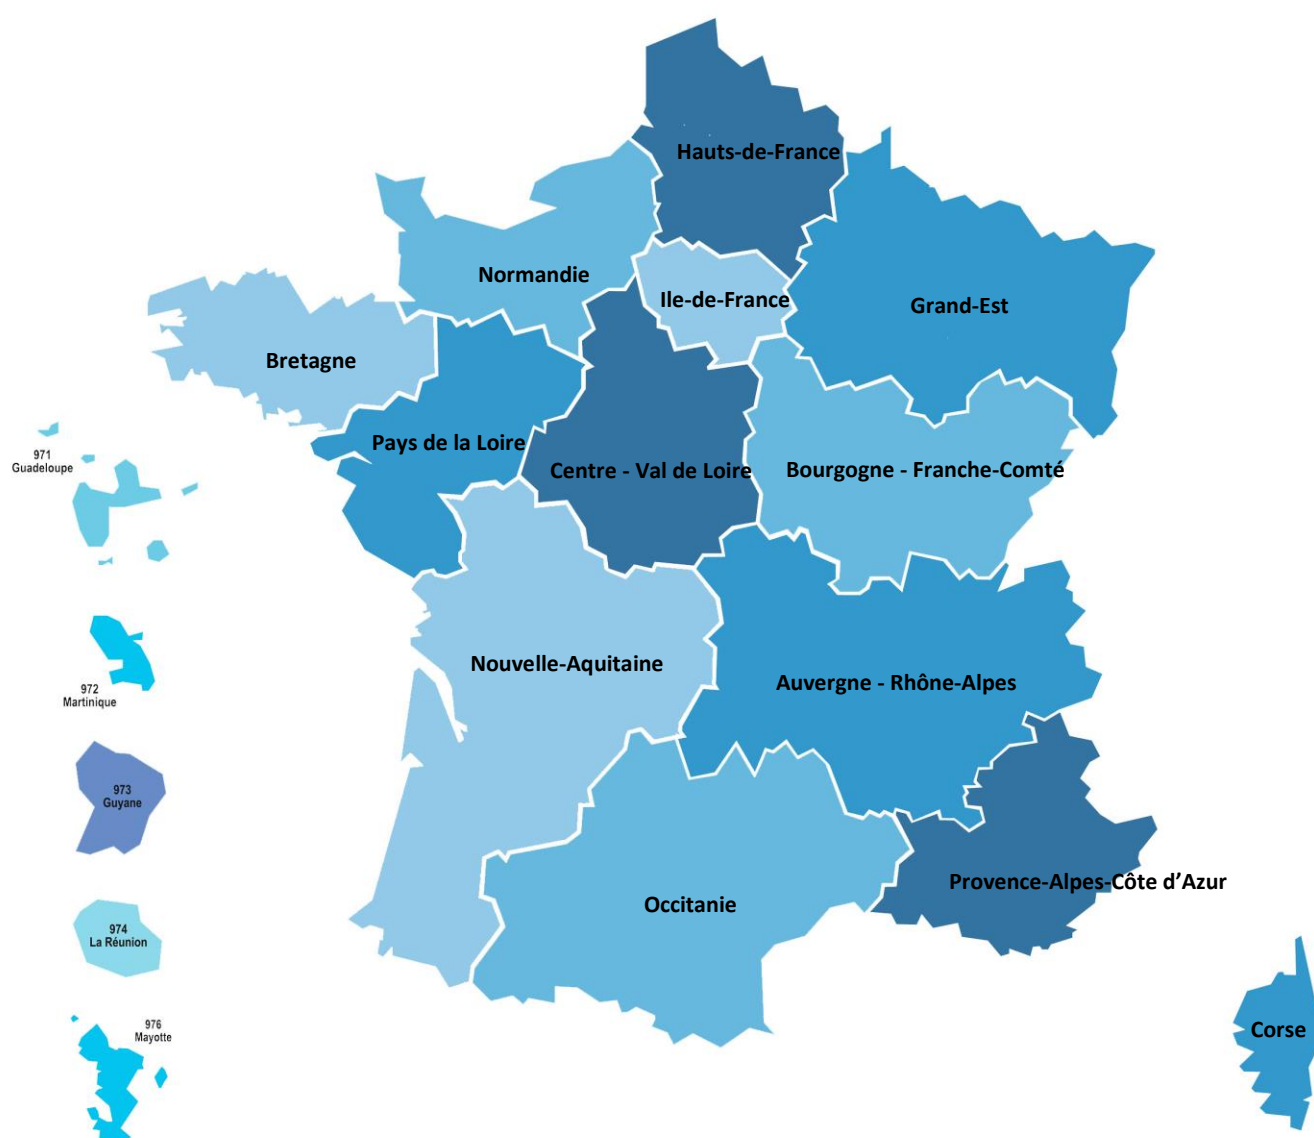 Hauts-de-France
Normandie
Ile-de-France
Grand-Est
Bretagne
Pays de la Loire
Centre - Val de Loire
Bourgogne - Franche-Comté
Nouvelle-Aquitaine
Auvergne - Rhône-Alpes
Occitanie
Provence-Alpes-Côte d’Azur
Corse
971
Guadeloupe
972
Martinique
973
Guyane
974
La Réunion
976
Mayotte